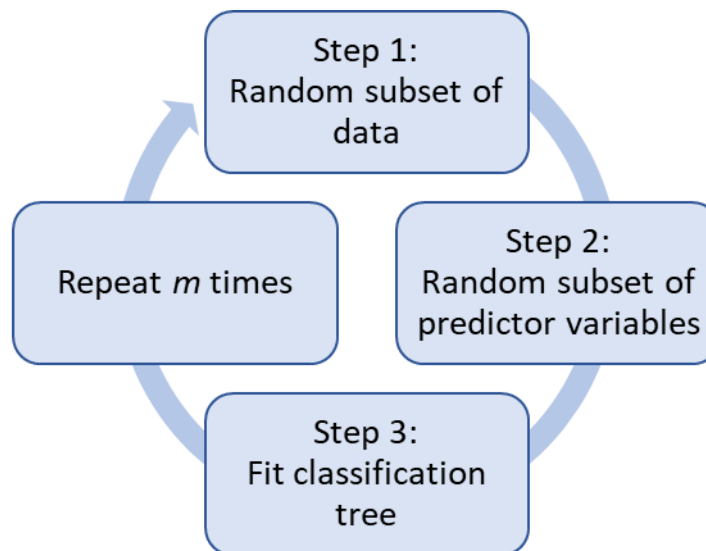 Step 1:
Random subset of
data
Step 2:
Random subset of
predictor variables
Step 3:
Fit classification
tree
Repeat m times